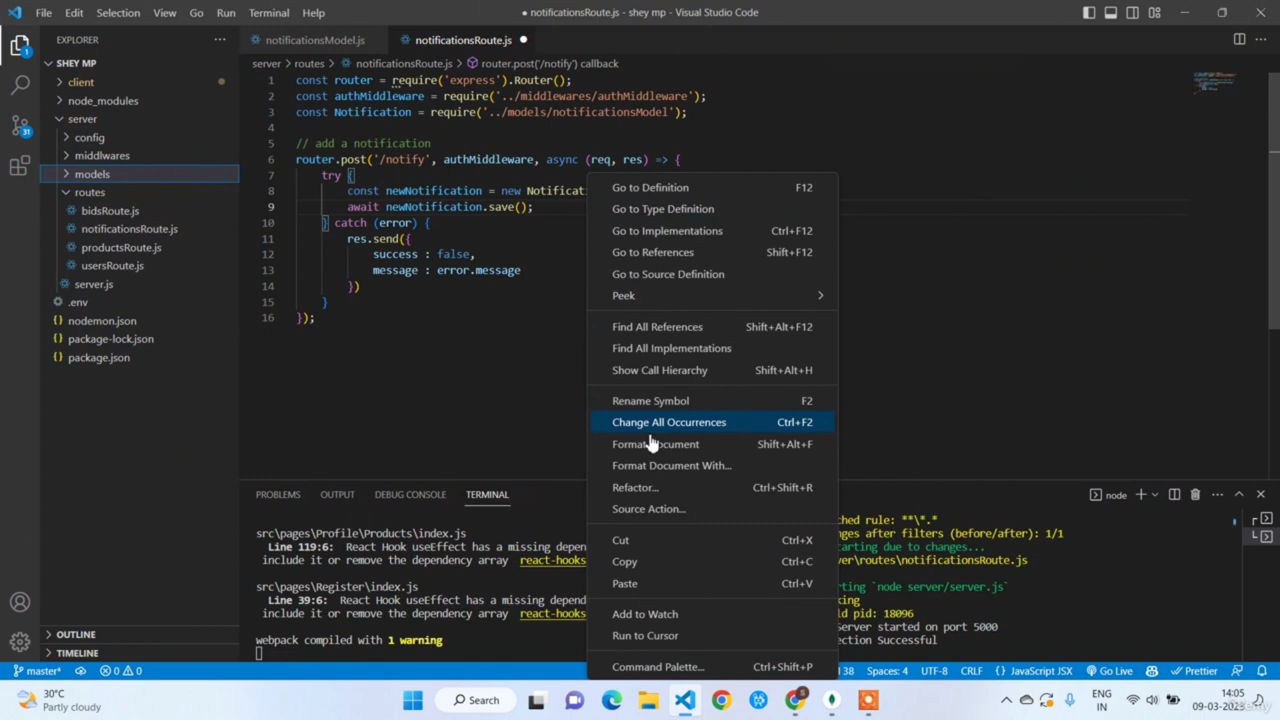 File Edit Selection View Go Run Terminal Help
● notificationsRoute.js - shey mp - Visual Studio Code
EXPLORER
SHEY MP
client
node_modules
server
config
middlwares
models
routes
bidsRoute.js
notificationsRoute.js
productsRoute.js
usersRoute.js
server.js
.env
nodemon.json
package-lock.json
package.json
OUTLINE
TIMELINE
1
31
notificationsModel.js
notificationsRoute.js ●
server > routes > notificationsRoute.js > router.post('/notify') callback
1 const router = require('express').Router();
2 const authMiddleware = require('../middlewares/authMiddleware');
3 const Notification = require('../models/notificationsModel');
4
5 // add a notification
6 router.post('/notify', authMiddleware, async (req, res) => {
7 try {
8 const newNotification = new Notificati
9 await newNotification.save();
10 } catch (error) {
11 res.send({
12 success : false,
13 message : error.message
14 })
15 }
16 });
Go to Definition F12
Go to Type Definition
Go to Implementations Ctrl+F12
Go to References Shift+F12
Go to Source Definition
Peek
Find All References Shift+Alt+F12
Find All Implementations
Show Call Hierarchy Shift+Alt+H
Rename Symbol F2
Change All Occurrences Ctrl+F2
Format Document Shift+Alt+F
Format Document With...
Refactor... Ctrl+Shift+R
Source Action...
Cut Ctrl+X
Copy Ctrl+C
Paste Ctrl+V
Add to Watch
Run to Cursor
Command Palette... Ctrl+Shift+P
PROBLEMS OUTPUT DEBUG CONSOLE TERMINAL
node
src\pages\Profile\Products\index.js
Line 119:6: React Hook useEffect has a missing depen
include it or remove the dependency array react-hooks
src\pages\Register\index.js
Line 39:6: React Hook useEffect has a missing depend
include it or remove the dependency array react-hooks
webpack compiled with 1 warning
ched rule: **\*.*
nges after filters (before/after): 1/1
tarting due to changes...
ver\routes\notificationsRoute.js
rting `node server/server.js`
king
ld pid: 18096
Server started on port 5000
ection Successful
master* 0 0
38 Spaces: 4 UTF-8 CRLF JavaScript JSX Go Live Prettier
30°C
Partly cloudy
Search
ENG
IN
14:05
09-03-2023